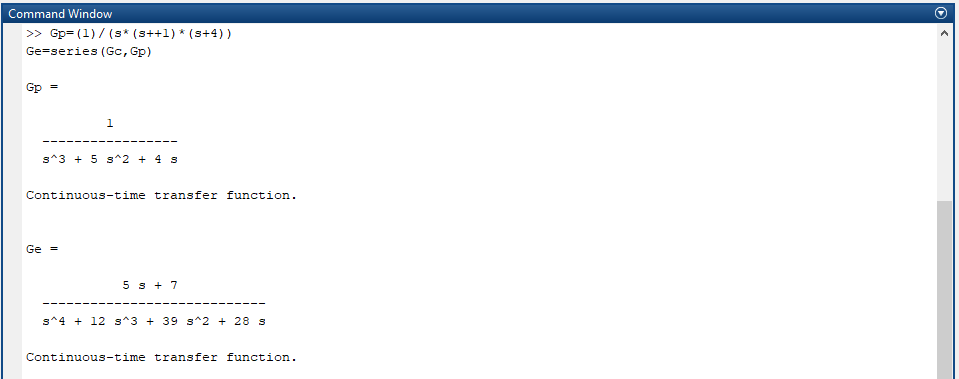 Command Window
>> Gp=(1)/(s*(s++1)*(s+4))
Ge=series(Gc,Gp)
Gp =
1
-----------------
s^3 + 5 s^2 + 4 s
Continuous-time transfer function.
Ge =
5 s + 7
----------------------------
s^4 + 12 s^3 + 39 s^2 + 28 s
Continuous-time transfer function.